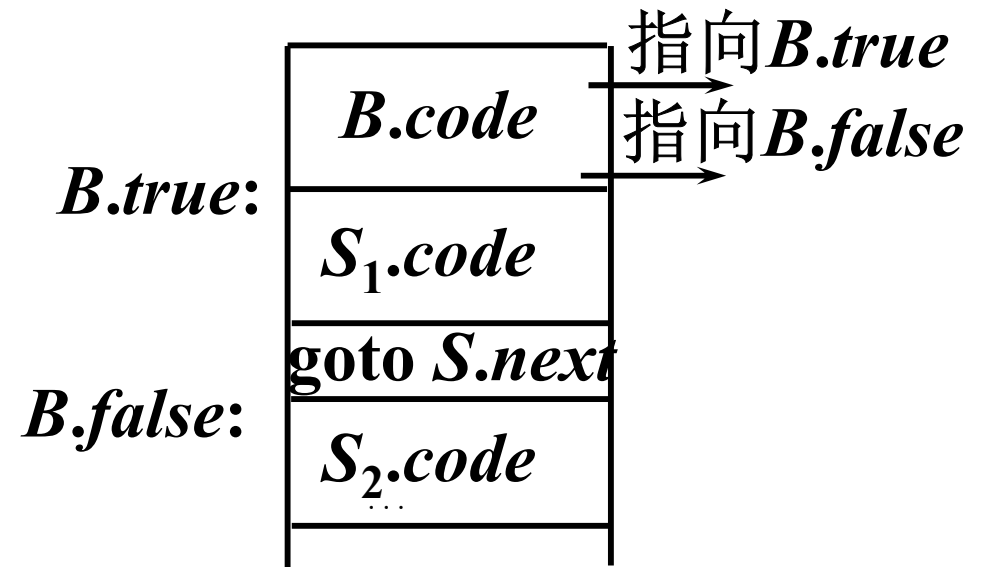 指向B.true
B.code
指向B.false
B.true:
S₁.code
goto S.next
B.false:
S₂.code
...